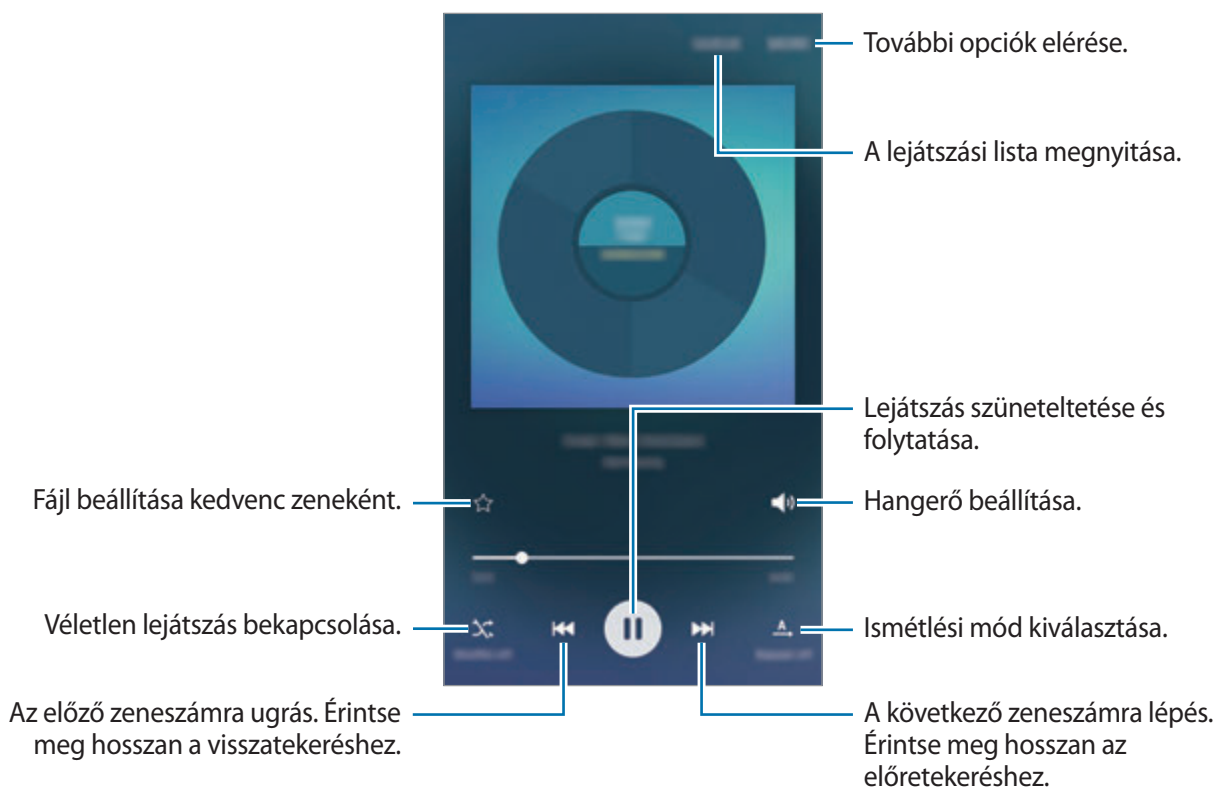 További opciók elérése.
A lejátszási lista megnyitása.
Lejátszás szüneteltetése és
folytatása.
Fájl beállítása kedvenc zeneként.
Hangerő beállítása.
Véletlen lejátszás bekapcsolása.
Ismétlési mód kiválasztása.
Az előző zeneszámra ugrás. Érintse
meg hosszan a visszatekeréshez.
A következő zeneszámra lépés.
Érintse meg hosszan az
előretekeréshez.